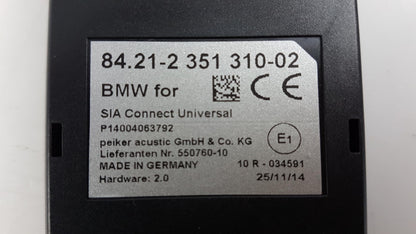 84.21-2 351 310-02
BMW for CE
SIA Connect Universal
P14004063792
peiker acustic GmbH & Co. KG E1
Lieferanten Nr. 550760-10
MADE IN GERMANY 10 R - 034591
Hardware: 2.0 25/11/14